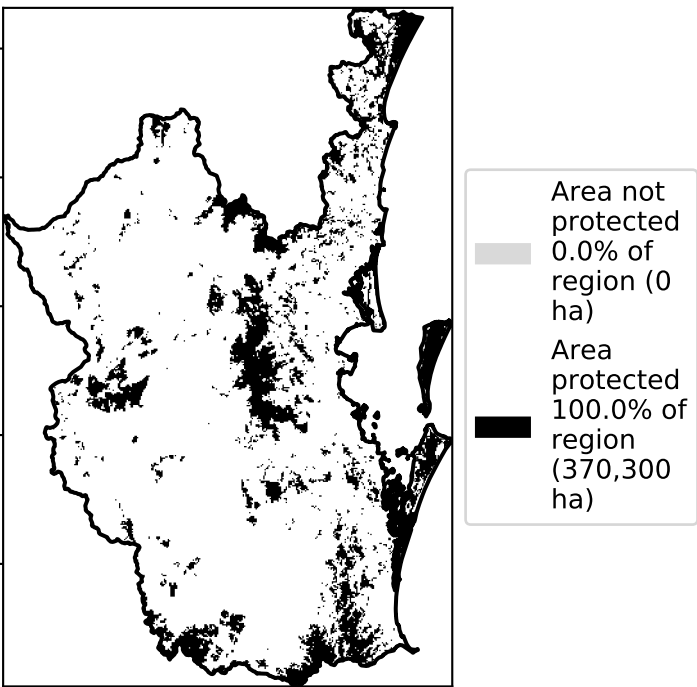 Area not
protected
0.0% of
region (0
ha)
Area
protected
100.0% of
region
(370,300
ha)